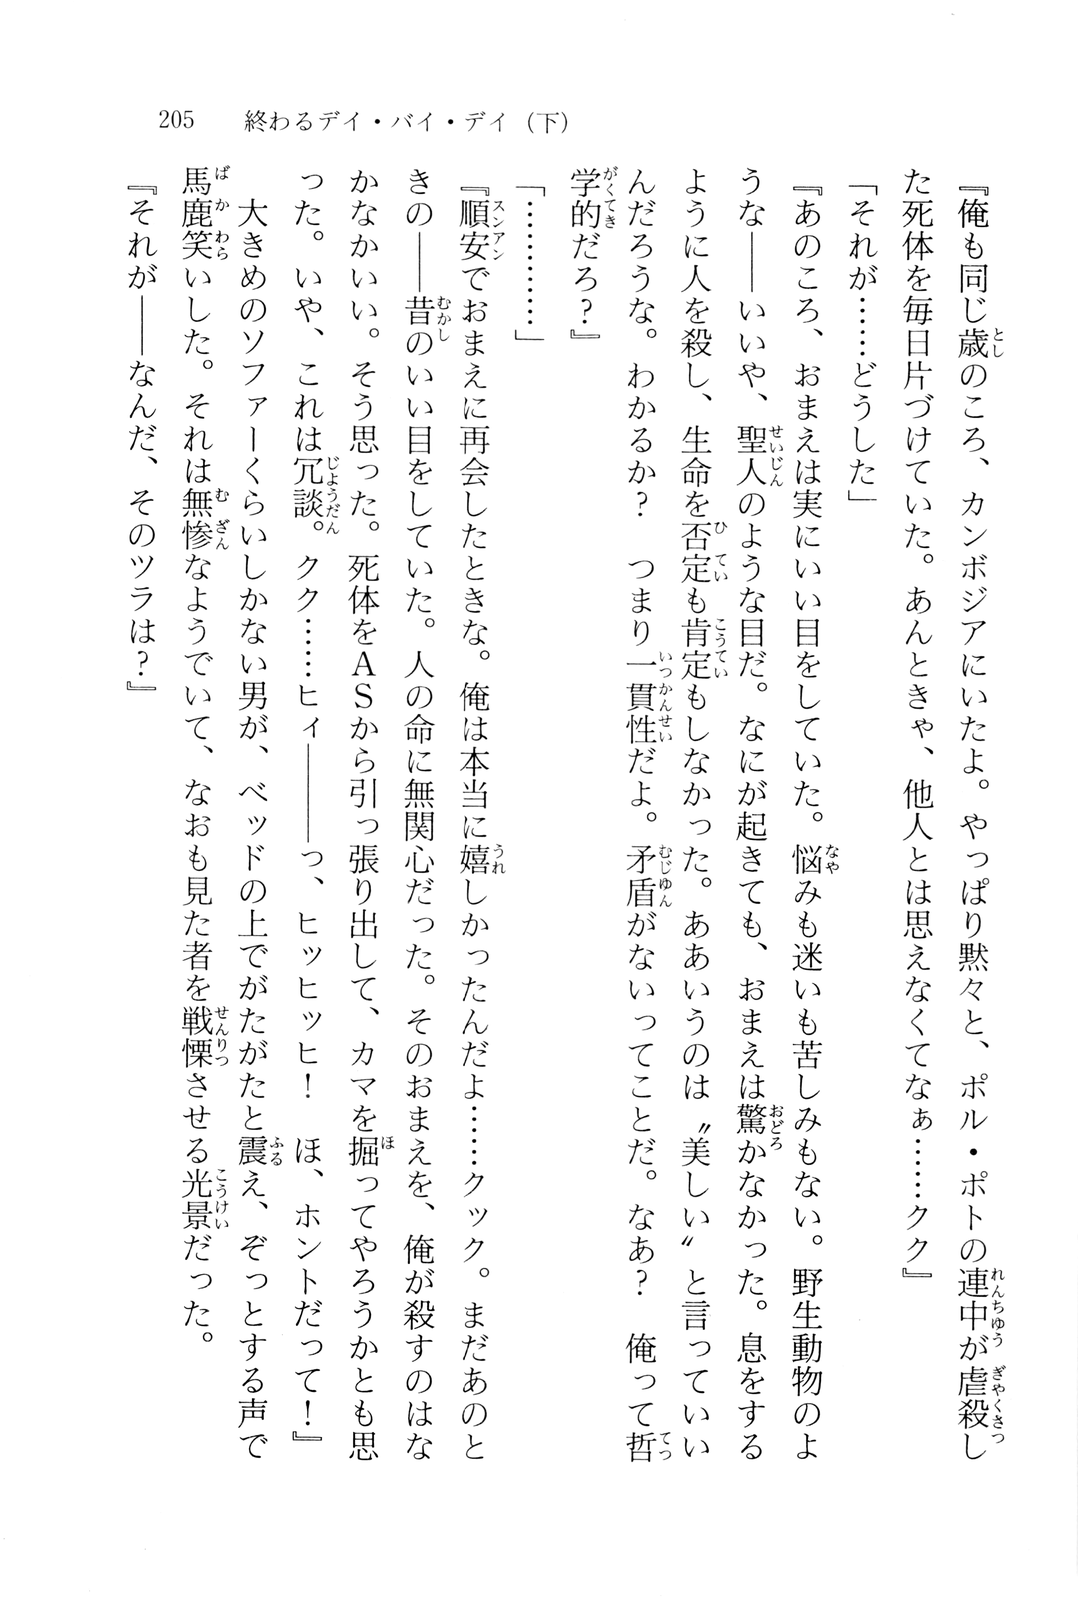 205　終わるデイ・バイ・デイ（下）
『俺も同じ歳のころ、カンボジアにいたよ。やっぱり黙々と、ポル・ポトの連中が虐殺し
た死体を毎日片づけていた。あんときゃ、他人とは思えなくてなぁ……クク』
「それが……どうした」
『あのころ、おまえは実にいい目をしていた。悩みも迷いも苦しみもない。野生動物のよ
うな――いいや、聖人のような目だ。なにが起きても、おまえは驚かなかった。息をする
ように人を殺し、生命を否定も肯定もしなかった。ああいうのは〝美しい〟と言っていい
んだろうな。わかるか？　つまり一貫性だよ。矛盾がないってことだ。なあ？　俺って哲
学的だろ？』
「…………」
『順安でおまえに再会したときな。俺は本当に嬉しかったんだよ……クック。まだあのと
きの――昔のいい目をしていた。人の命に無関心だった。そのおまえを、俺が殺すのはな
かなかいい。そう思った。死体をＡＳから引っ張り出して、カマを掘ってやろうかとも思
った。いや、これは冗談。クク……ヒィ――――っ、ヒッヒッヒ！　ほ、ホントだって！』
　大きめのソファーくらいしかない男が、ベッドの上でがたがたと震え、ぞっとする声で
馬鹿笑いした。それは無惨なようでいて、なおも見た者を戦慄させる光景だった。
『それが――なんだ、そのツラは？』